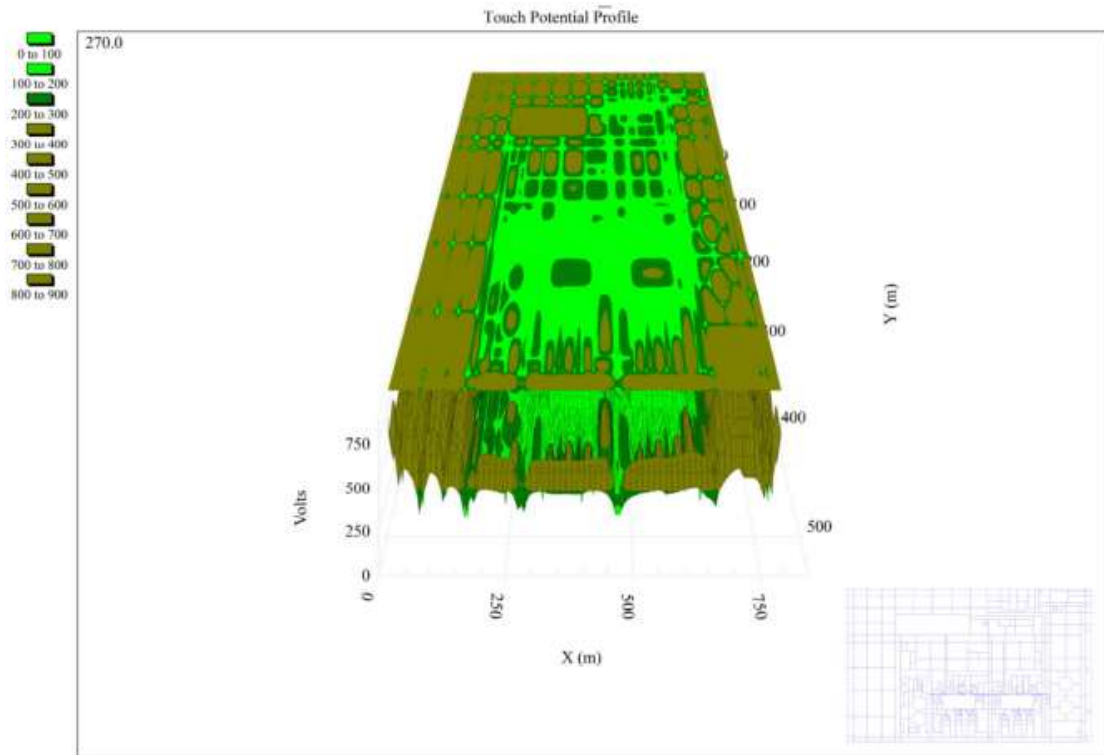 Touch Potential Profile
270.0
0 to 100
100 to 200
200 to 300
300 to 400
400 to 500
500 to 600
600 to 700
700 to 800
800 to 900
0
100
200
300
400
500
Y (m)
750
500
250
0
Volts
0
250
500
750
X (m)